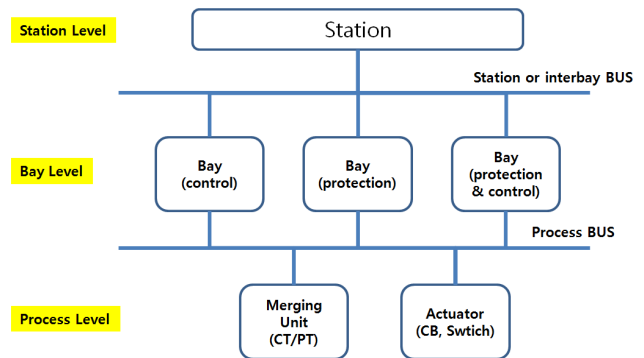 Station Level
Station
Station or interbay BUS
Bay Level
Bay
(control)
Bay
(protection)
Bay
(protection
& control)
Process BUS
Process Level
Merging
Unit
(CT/PT)
Actuator
(CB, Swtich)